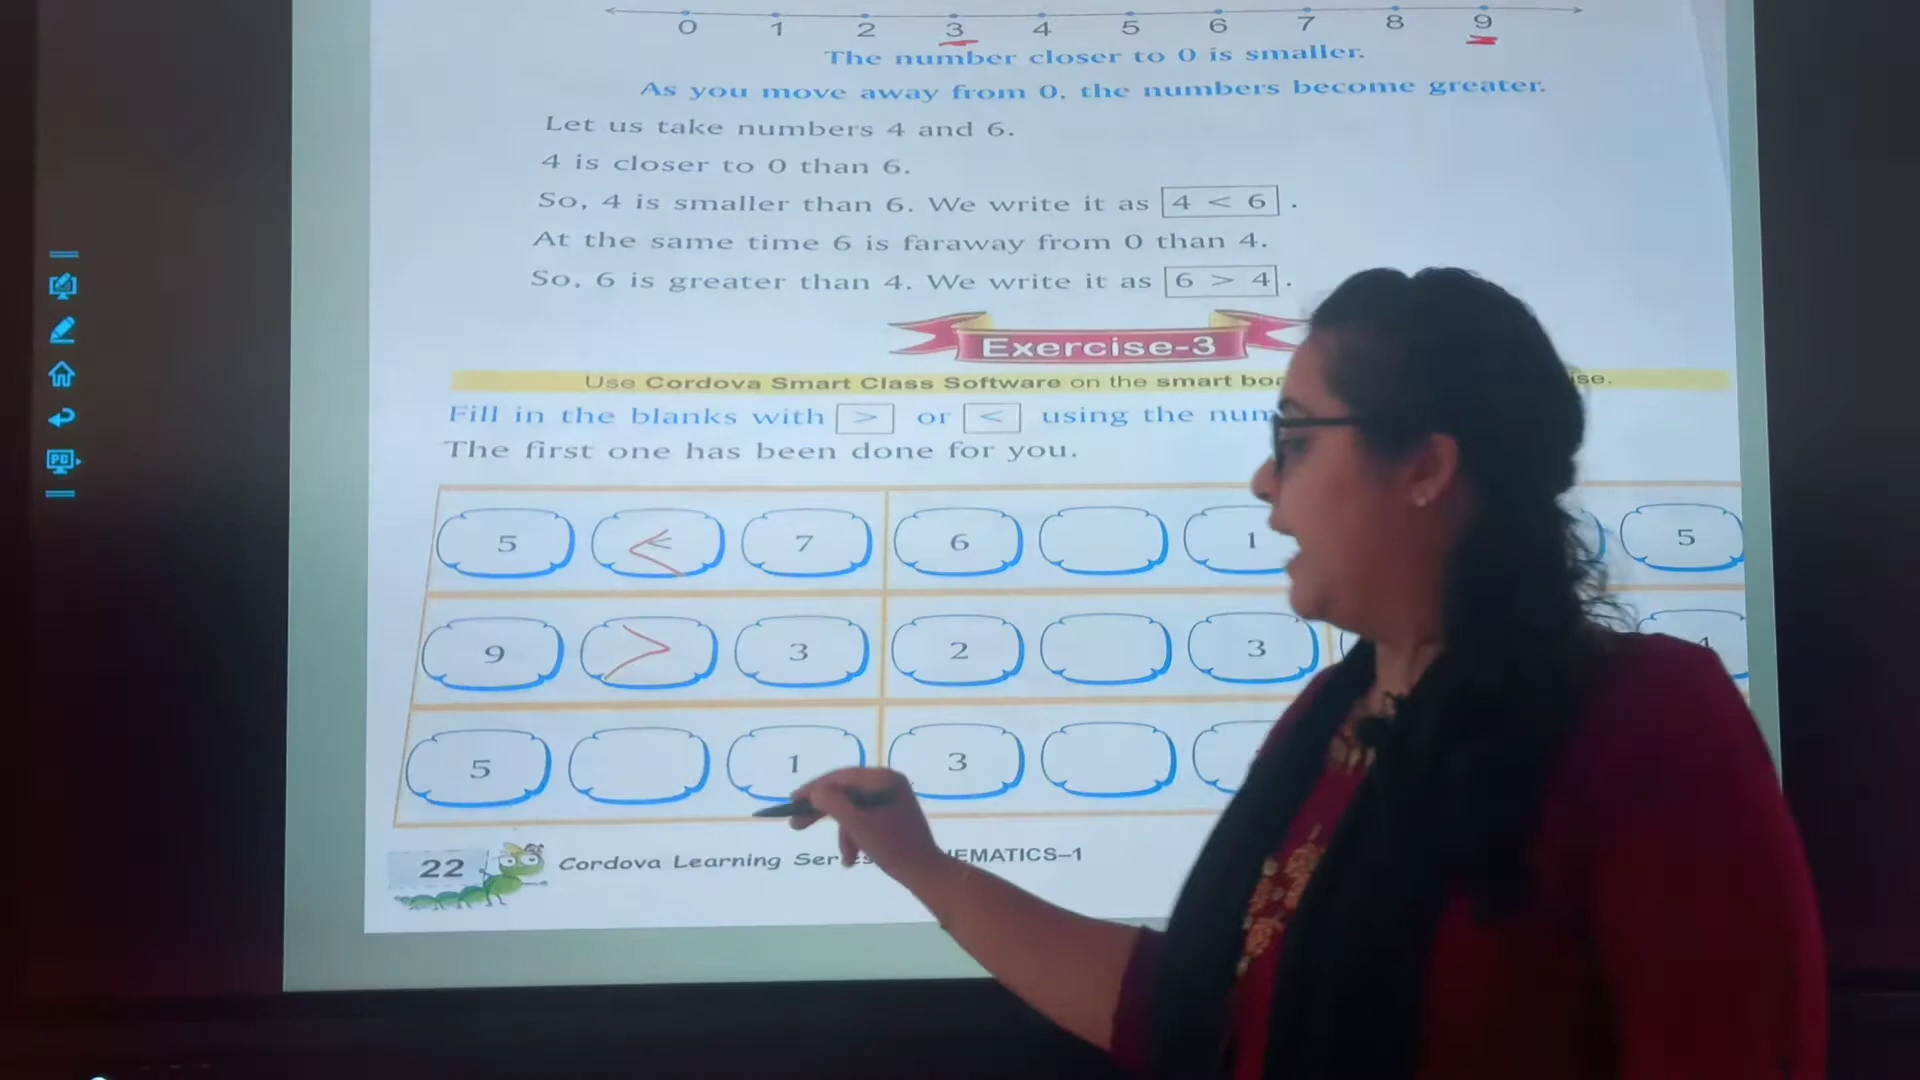 0 1 2 3 4 5 6 7 8 9
The number closer to 0 is smaller.
As you move away from 0, the numbers become greater.
Let us take numbers 4 and 6.
4 is closer to 0 than 6.
So, 4 is smaller than 6. We write it as 4 < 6 .
At the same time 6 is faraway from 0 than 4.
So, 6 is greater than 4. We write it as 6 > 4 .
Exercise-3
Use Cordova Smart Class Software on the smart
Fill in the blanks with > or < using the
The first one has been done for you.
5 < 7 6 1 5
9 > 3 2 3 4
5 1 3
22 Cordova Learning
PC